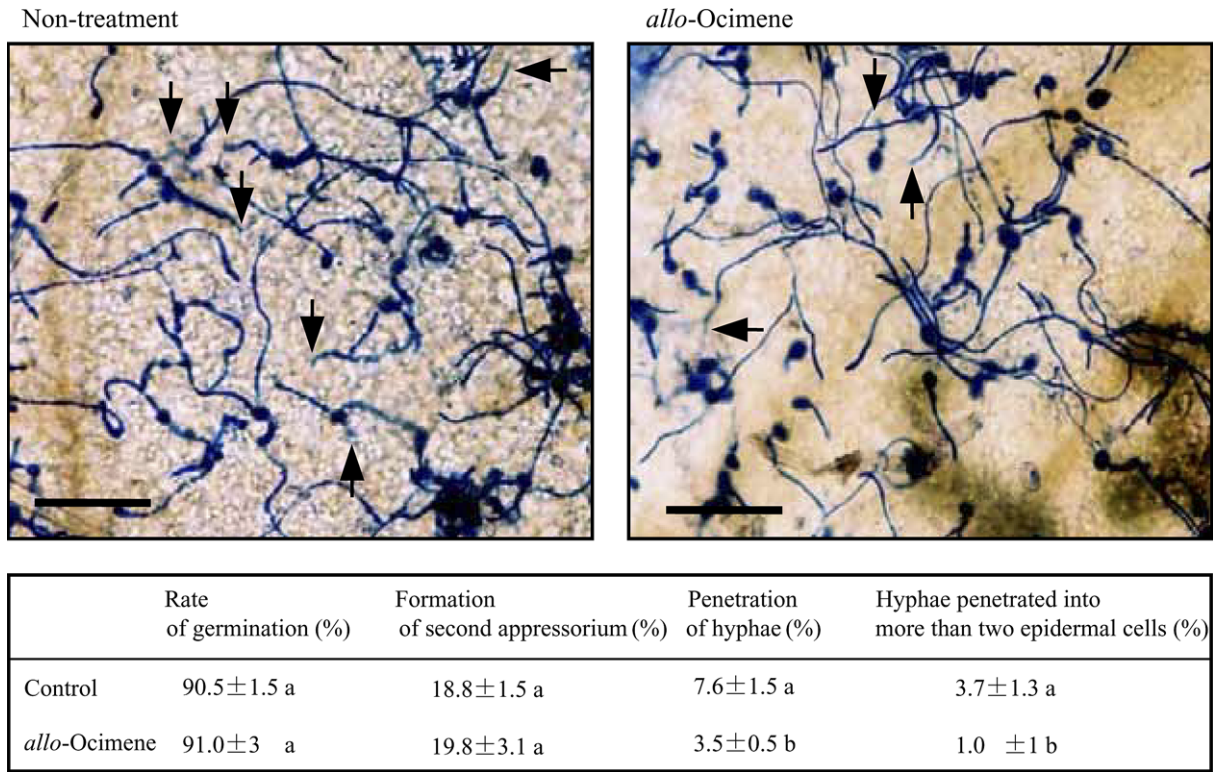 Non-treatment
allo-Ocimene
Rate of germination (%)
Formation of second appressorium (%)
Penetration of hyphae (%)
Hyphae penetrated into more than two epidermal cells (%)
Control 90.5±1.5 a 18.8±1.5 a 7.6±1.5 a 3.7±1.3 a
allo-Ocimene 91.0±3 a 19.8±3.1 a 3.5±0.5 b 1.0 ±1 b